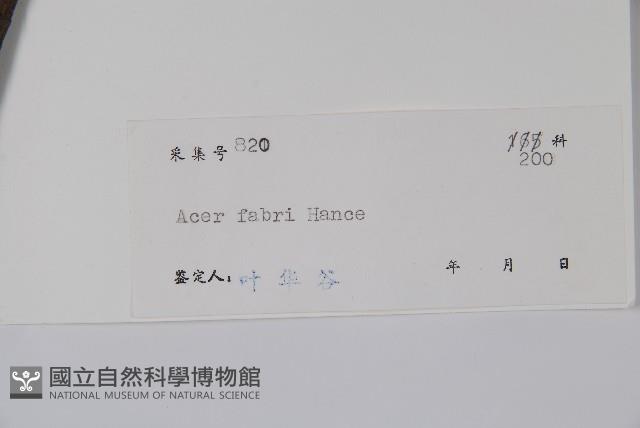 采集号 820
科
200
Acer fabri Hance
鉴定人: 叶华谷
年 月 日
國立自然科學博物館
NATIONAL MUSEUM OF NATURAL SCIENCE